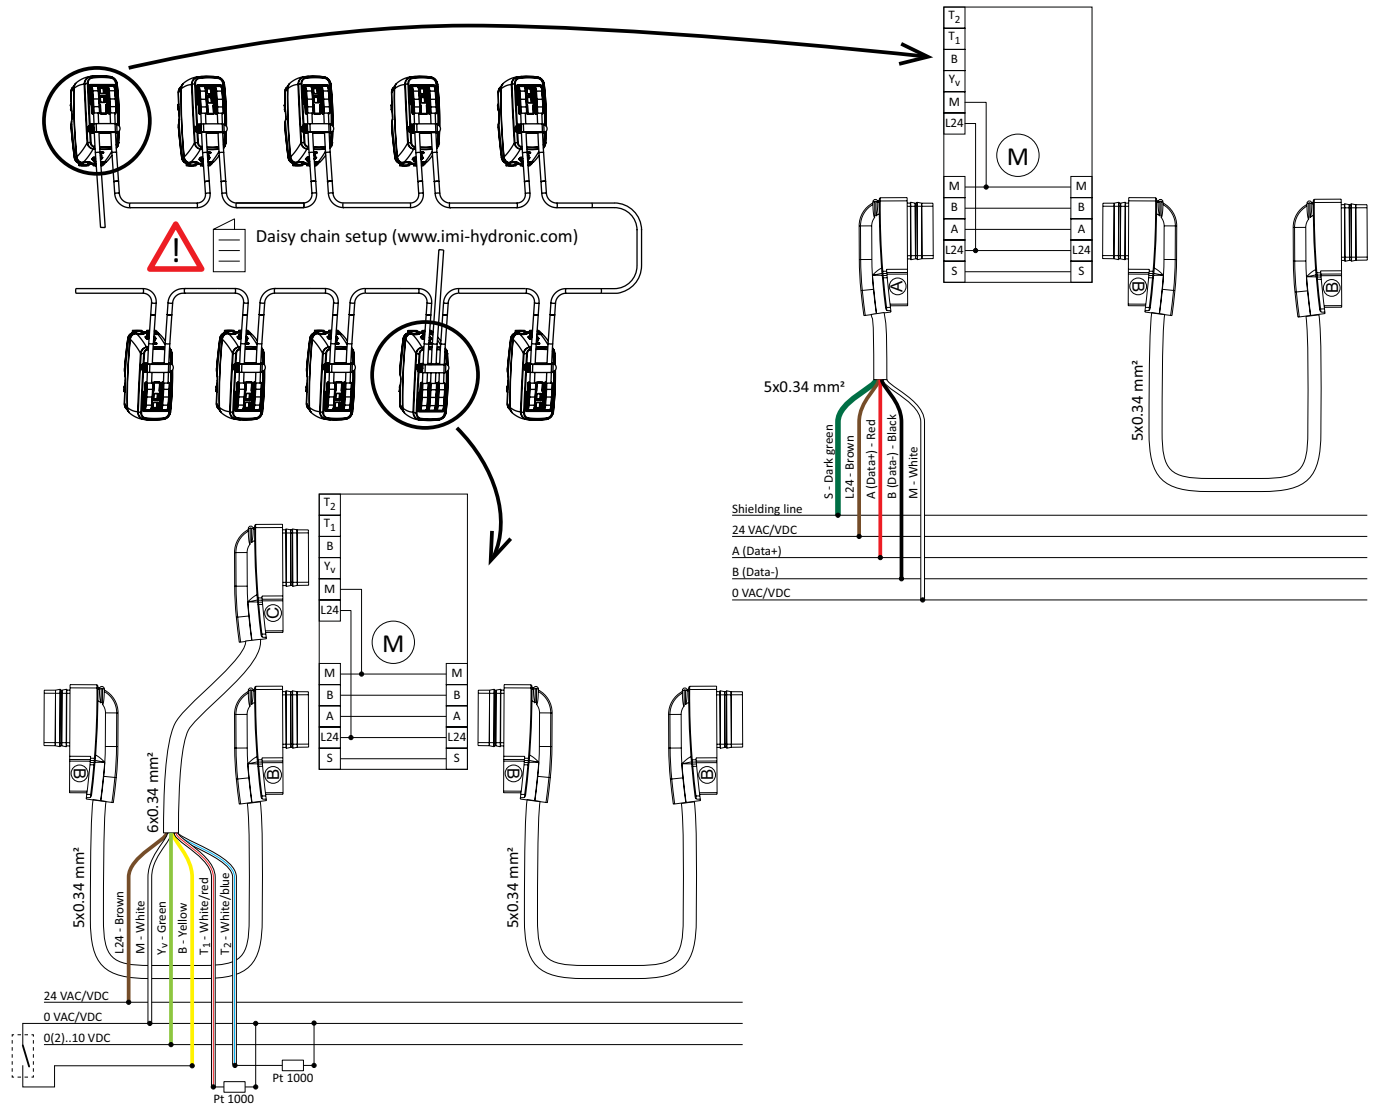 T2
T1
B
Yv
M
L24
M
M
B
A
L24
S
M
B
A
L24
S
! Daisy chain setup (www.imi-hydronic.com)
A
B
B
5x0.34 mm²
5x0.34 mm²
S - Dark green
L24 - Brown
A (Data+) - Red
B (Data-) - Black
M - White
Shielding line
24 VAC/VDC
A (Data+)
B (Data-)
0 VAC/VDC
T2
T1
B
Yv
M
L24
M
M
B
A
L24
S
M
B
A
L24
S
C
B
B
B
B
6x0.34 mm²
5x0.34 mm²
5x0.34 mm²
L24 - Brown
M - White
Yv - Green
B - Yellow
T1 - White/red
T2 - White/blue
24 VAC/VDC
0 VAC/VDC
0(2)..10 VDC
Pt 1000
Pt 1000